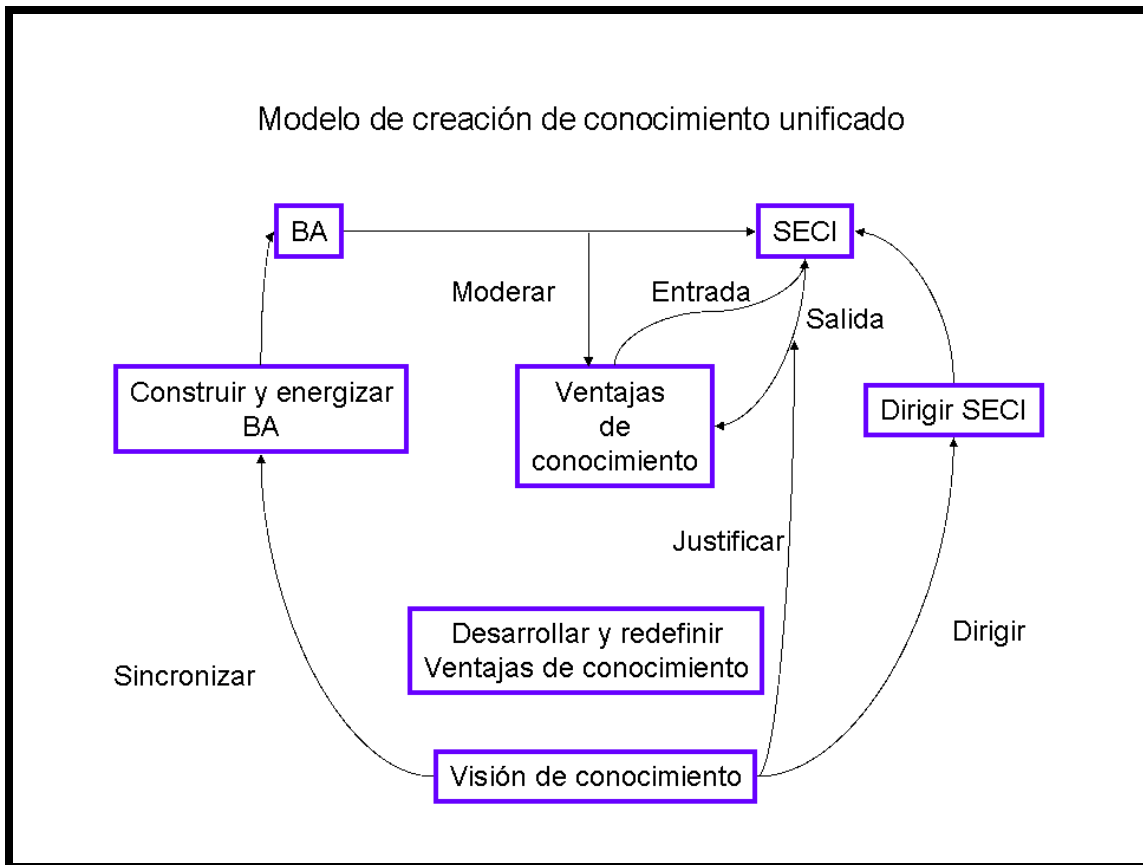 Modelo de creación de conocimiento unificado
BA
SECI
Moderar
Entrada
Salida
Construir y energizar
BA
Ventajas
de
conocimiento
Dirigir SECI
Justificar
Desarrollar y redefinir
Ventajas de conocimiento
Dirigir
Sincronizar
Visión de conocimiento